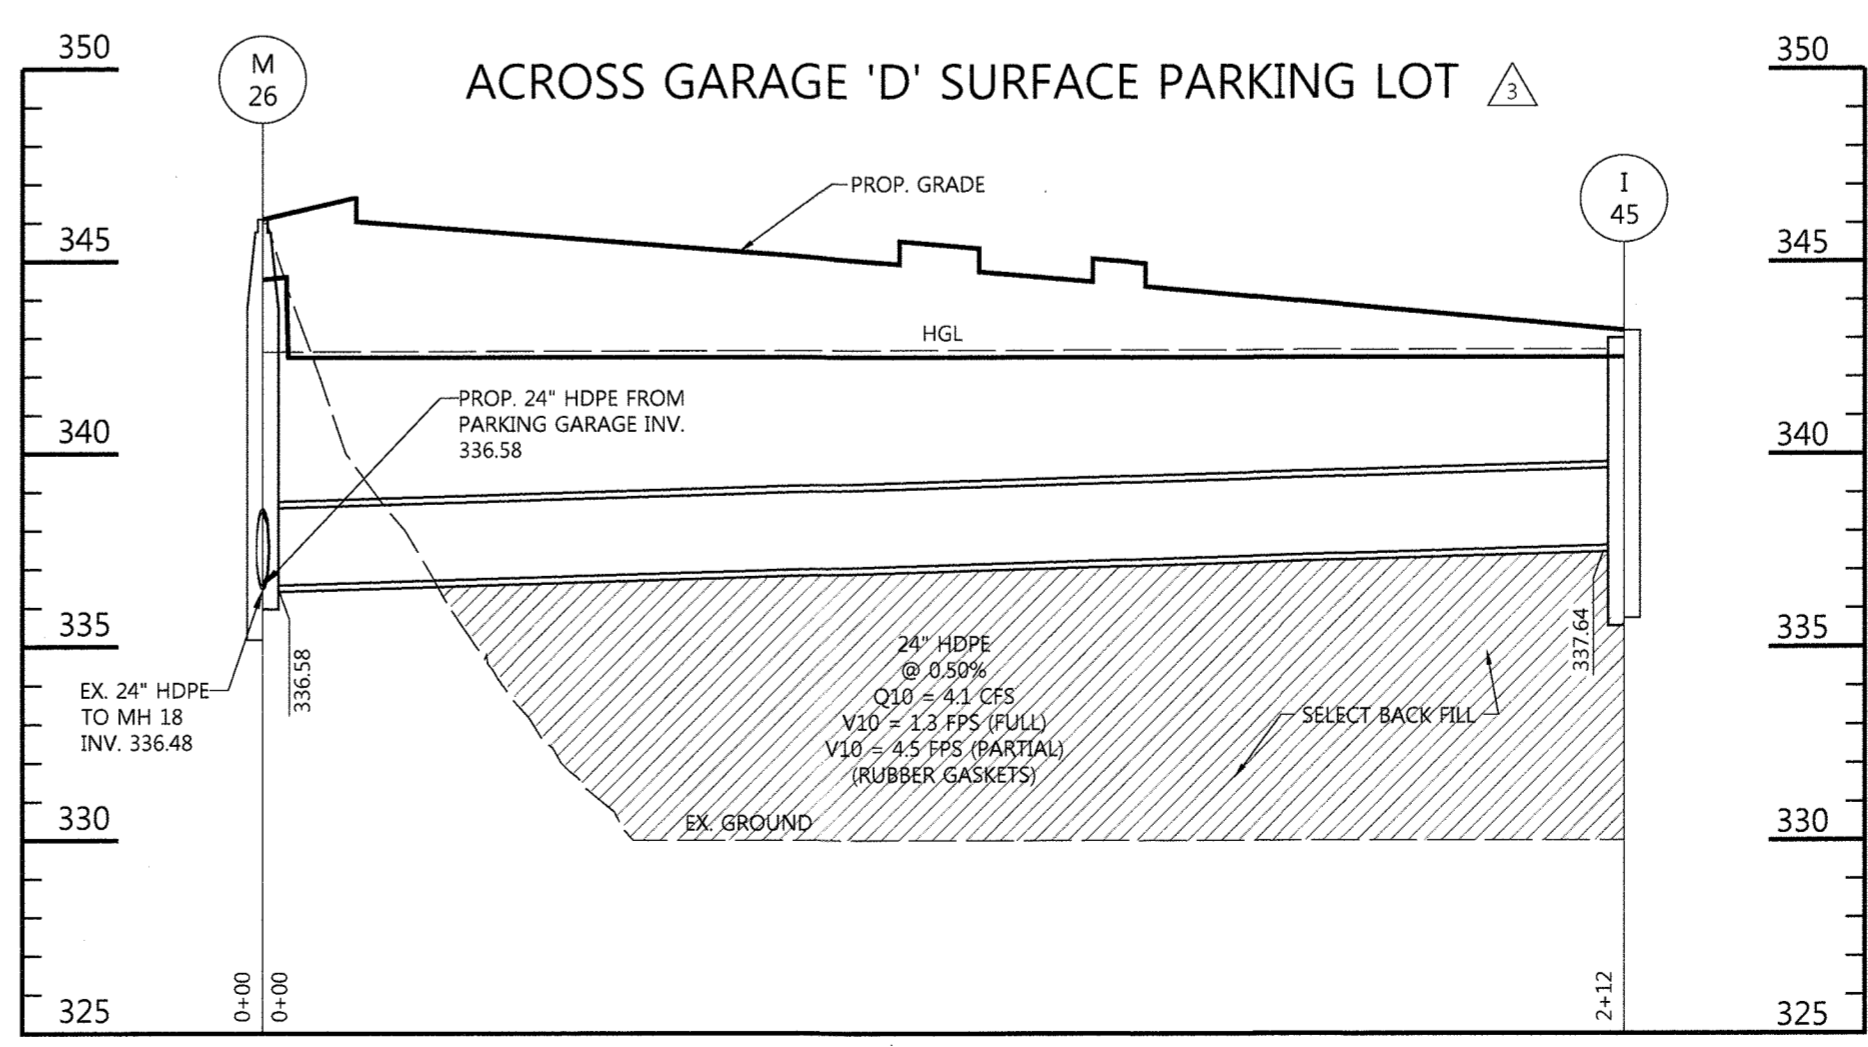 350
M
26
ACROSS GARAGE 'D' SURFACE PARKING LOT
3
350
I
45
PROP. GRADE
345
345
HGL
PROP. 24" HDPE FROM
PARKING GARAGE INV.
336.58
340
340
335
335
336.58
337.64
24" HDPE
@ 0.50%
Q10 = 4.1 CFS
V10 = 1.3 FPS (FULL)
V10 = 4.5 FPS (PARTIAL)
(RUBBER GASKETS)
EX. 24" HDPE
TO MH 18
INV. 336.48
SELECT BACK FILL
EX. GROUND
330
330
0+00
0+00
2+12
325
325